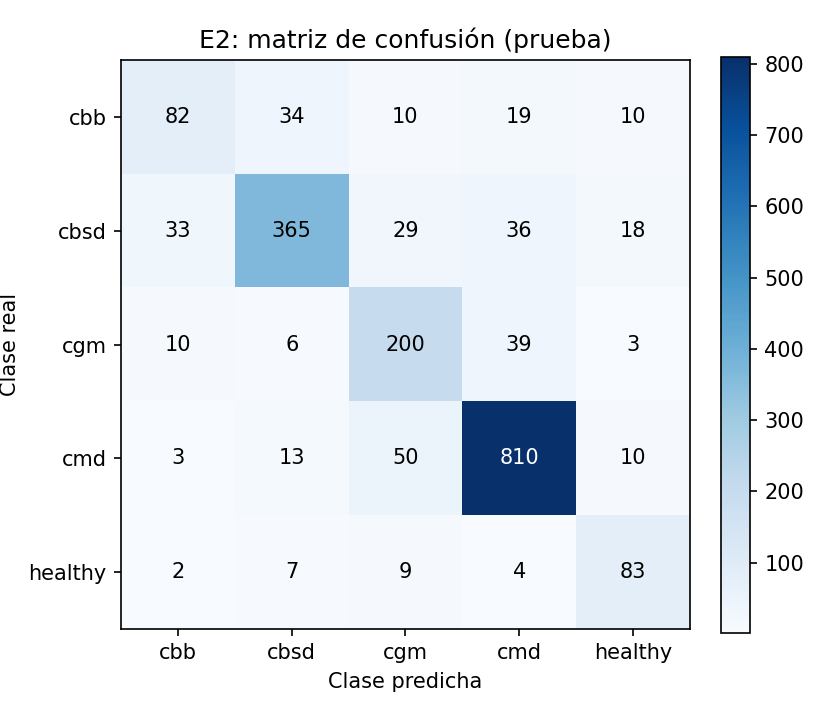 E2: matriz de confusión (prueba)
Clase real
cbb 82 34 10 19 10
cbsd 33 365 29 36 18
cgm 10 6 200 39 3
cmd 3 13 50 810 10
healthy 2 7 9 4 83
cbb cbsd cgm cmd healthy
Clase predicha
800
700
600
500
400
300
200
100